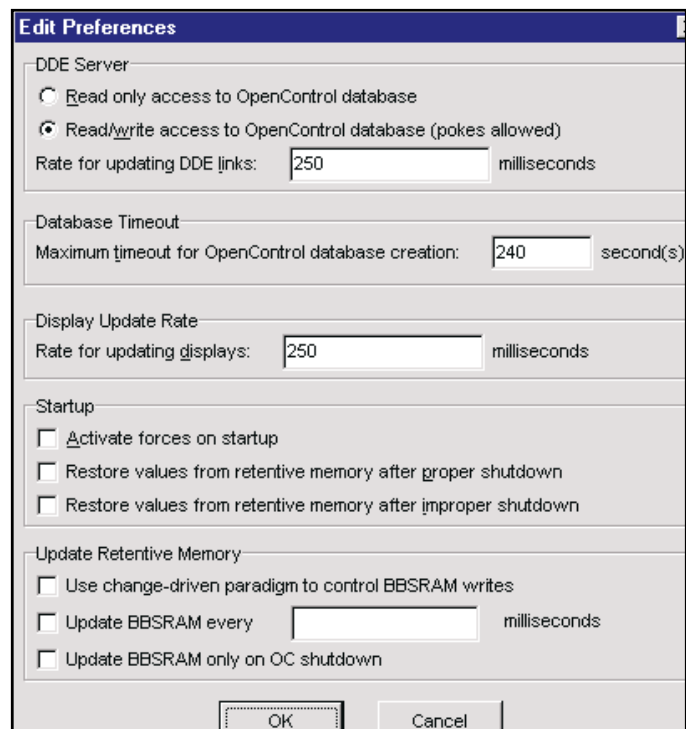 Edit Preferences
DDE Server
Read only access to OpenControl database
Read/write access to OpenControl database (pokes allowed)
Rate for updating DDE links: 250 milliseconds
Database Timeout
Maximum timeout for OpenControl database creation: 240 second(s)
Display Update Rate
Rate for updating displays: 250 milliseconds
Startup
Activate forces on startup
Restore values from retentive memory after proper shutdown
Restore values from retentive memory after improper shutdown
Update Retentive Memory
Use change-driven paradigm to control BBSRAM writes
Update BBSRAM every milliseconds
Update BBSRAM only on OC shutdown
OK Cancel